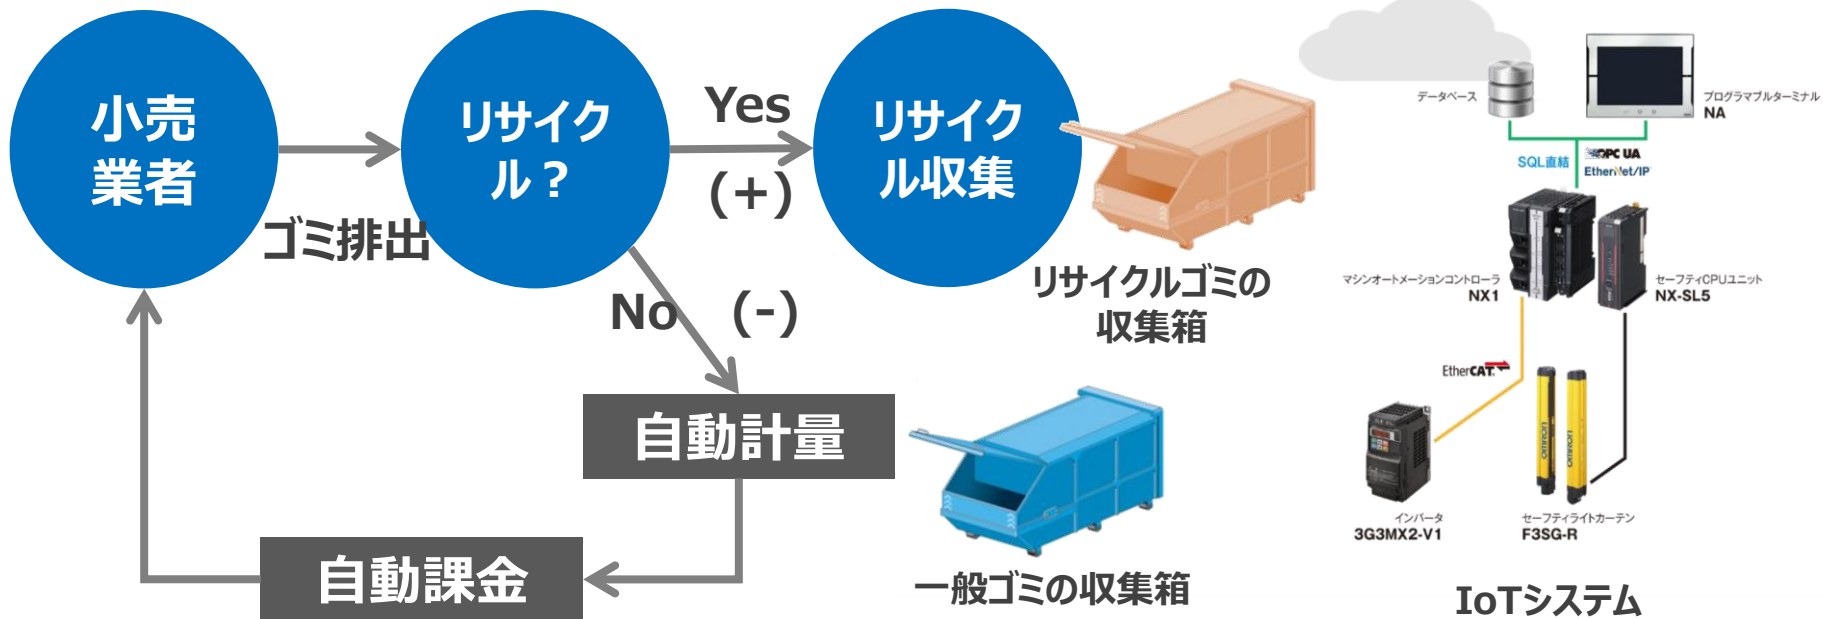 小売
業者
ゴミ排出
リサイク
ル？
Yes
(+)
No (-)
リサイク
ル収集
リサイクルゴミの
収集箱
自動計量
自動課金
一般ゴミの収集箱
データベース
プログラマブルターミナル
NA
SQL直結
OPC UA
EtherNet/IP
マシンオートメーションコントローラ
NX1
セーフティCPUユニット
NX-SL5
EtherCAT
OMRON
OMRON
インバータ
3G3MX2-V1
セーフティライトカーテン
F3SG-R
IoTシステム